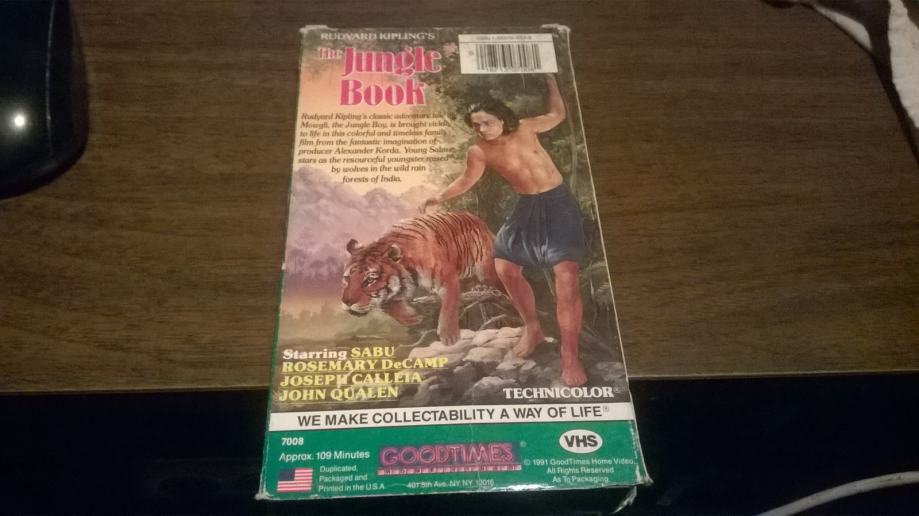 RUDYARD KIPLING'S
The Jungle
Book
Rudyard Kipling's classic adventure tale
Mowgli, the Jungle Boy, is brought vividly
to life in this colorful and timeless family
film from the fantastic imagination of
producer Alexander Korda. Young Sabu
stars as the resourceful youngster raised
by wolves in the wild rain
forests of India.
Starring SABU
ROSEMARY DeCAMP
JOSEPH CALLEIA
JOHN QUALEN
TECHNICOLOR®
WE MAKE COLLECTABILITY A WAY OF LIFE®
7008
Approx. 109 Minutes
Duplicated,
Packaged and
Printed in the U.S.A.
GOODTIMES
401 5th Ave. NY NY 10016
VHS
© 1991 GoodTimes Home Video
All Rights Reserved
As To Packaging.